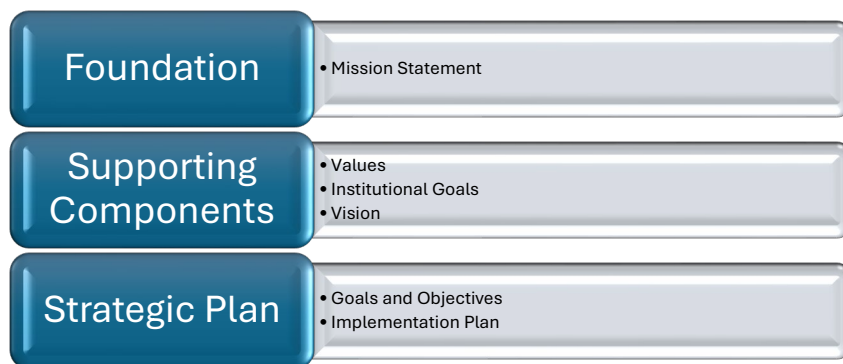 Foundation
• Mission Statement
Supporting
Components
• Values
• Institutional Goals
• Vision
Strategic Plan
• Goals and Objectives
• Implementation Plan